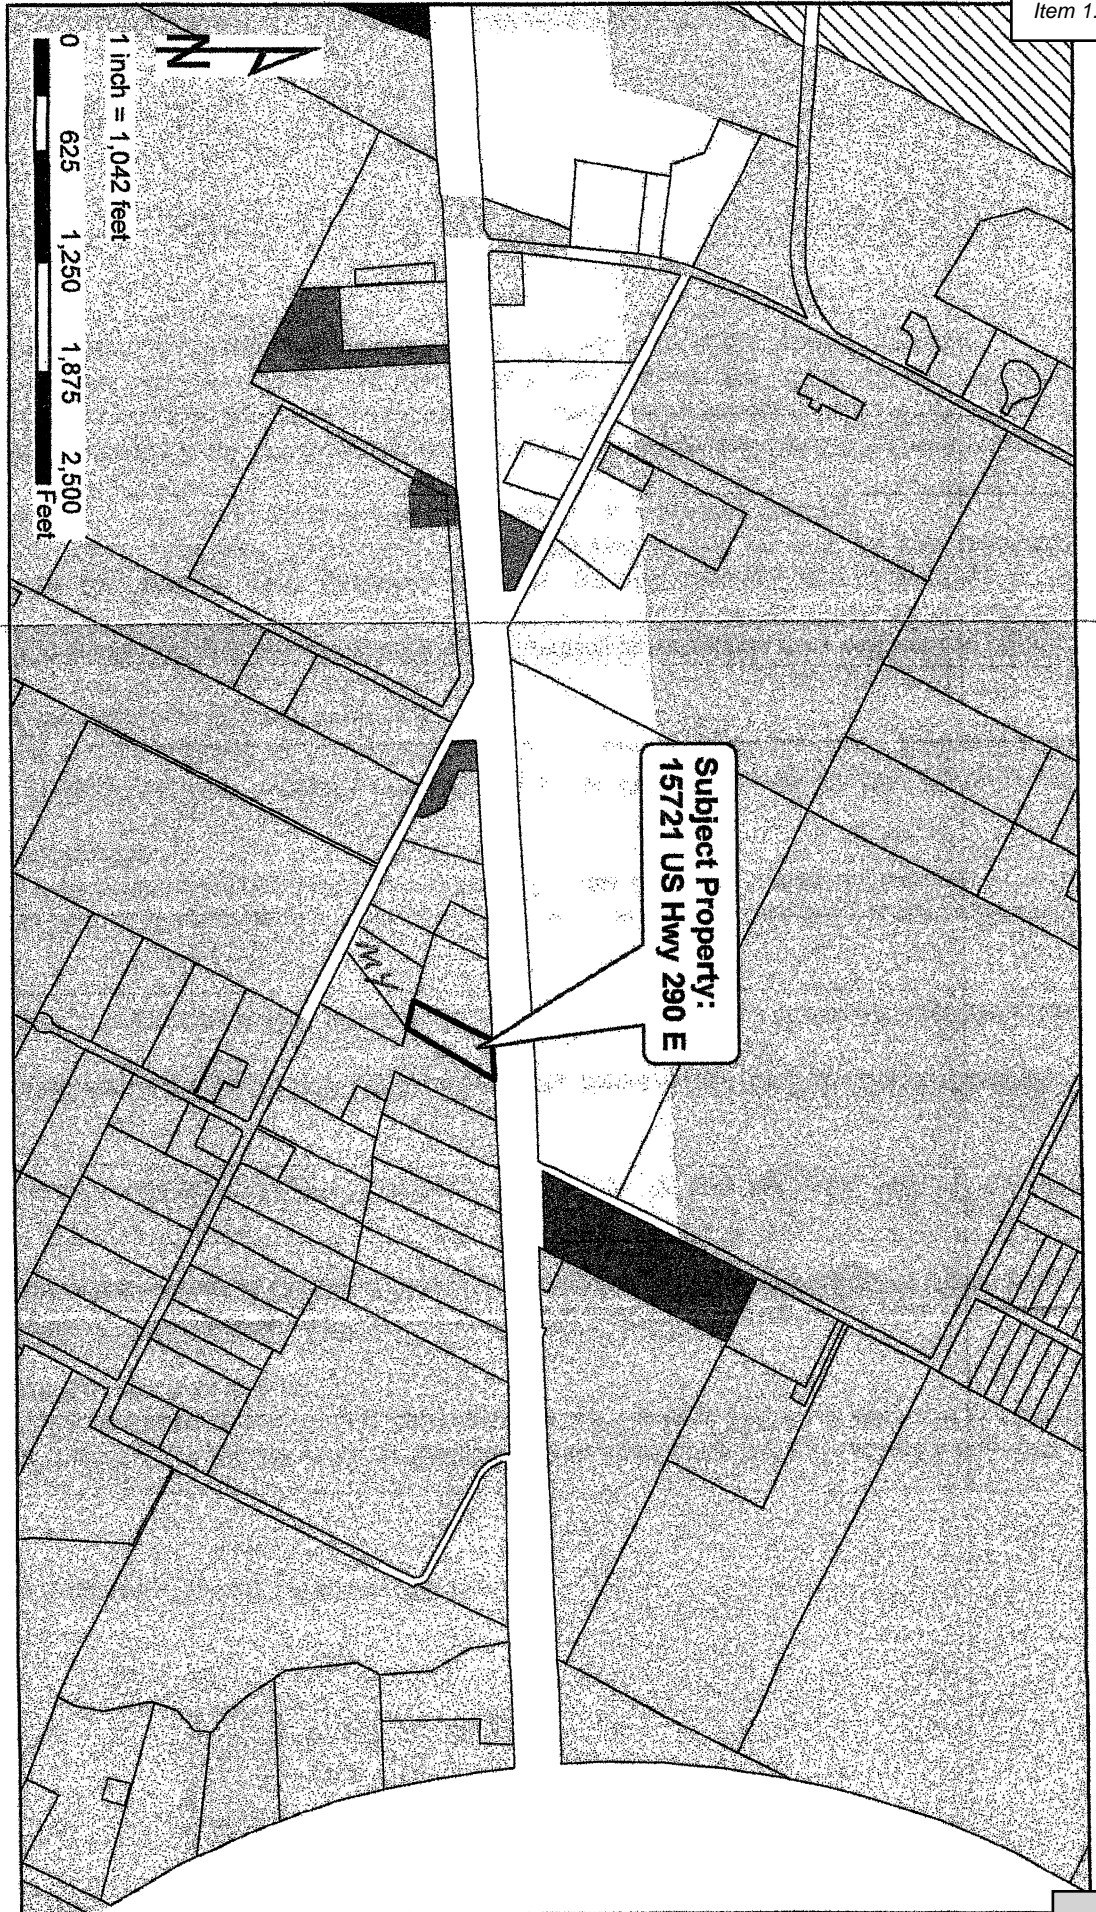 Item 1.
Subject Property:
15721 US Hwy 290 E
N
1 inch = 1,042 feet
0 625 1,250 1,875 2,500
Feet